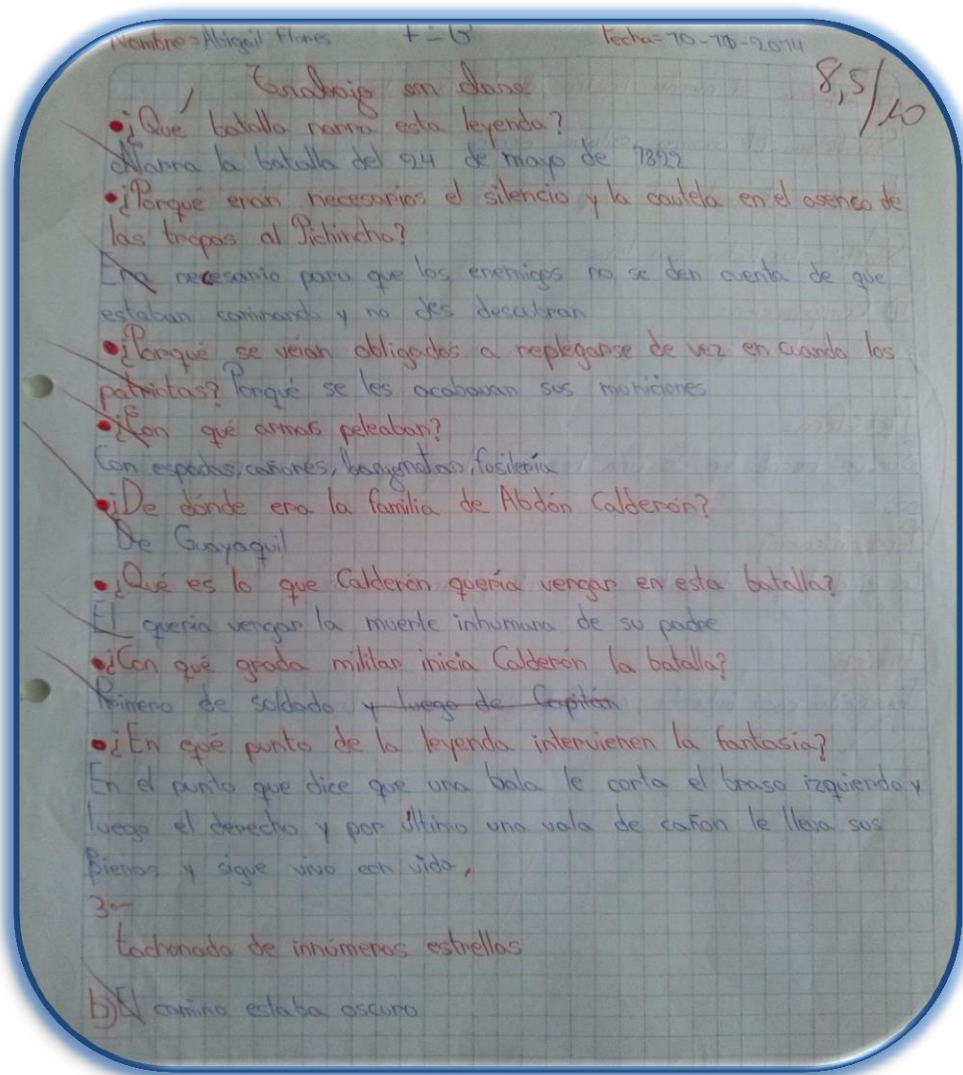 Nombre = Abigail Flores Fecha = 10-10-2014
8,5/10
Trabajo en clase
• ¿Qué batalla narra esta leyenda?
Narra la batalla del 24 de mayo de 1822
• ¿Porqué eran necesarios el silencio y la cautela en el asenso de
las tropas al Pichincha?
Era necesario para que los enemigos no se den cuenta de que
estaban caminando y no les descubran
• ¿Porqué se veían obligados a replegarse de vez en cuando los
patriotas? Porqué se les acabavan sus municiones
• ¿Con qué armas peleaban?
Con espadas, cañones, bayonetas, fosilería
• ¿De dónde era la familia de Abdón Calderón?
De Guayaquil
• ¿Qué es lo que Calderón quería vengar en esta batalla?
El quería vengar la muerte inhumana de su padre
• ¿Con qué grado militar inicia Calderón la batalla?
Primero de soldado y luego de Capitán
• ¿En qué punto de la leyenda intervienen la fantasía?
En el punto que dice que una bala le corta el braso izquierdo y
luego el derecho y por último una vala de cañon le lleva sus
Pienas y sigue vivo con vida,
3.-
tachonado de innúmeras estrellas
b) El camino estaba oscuro